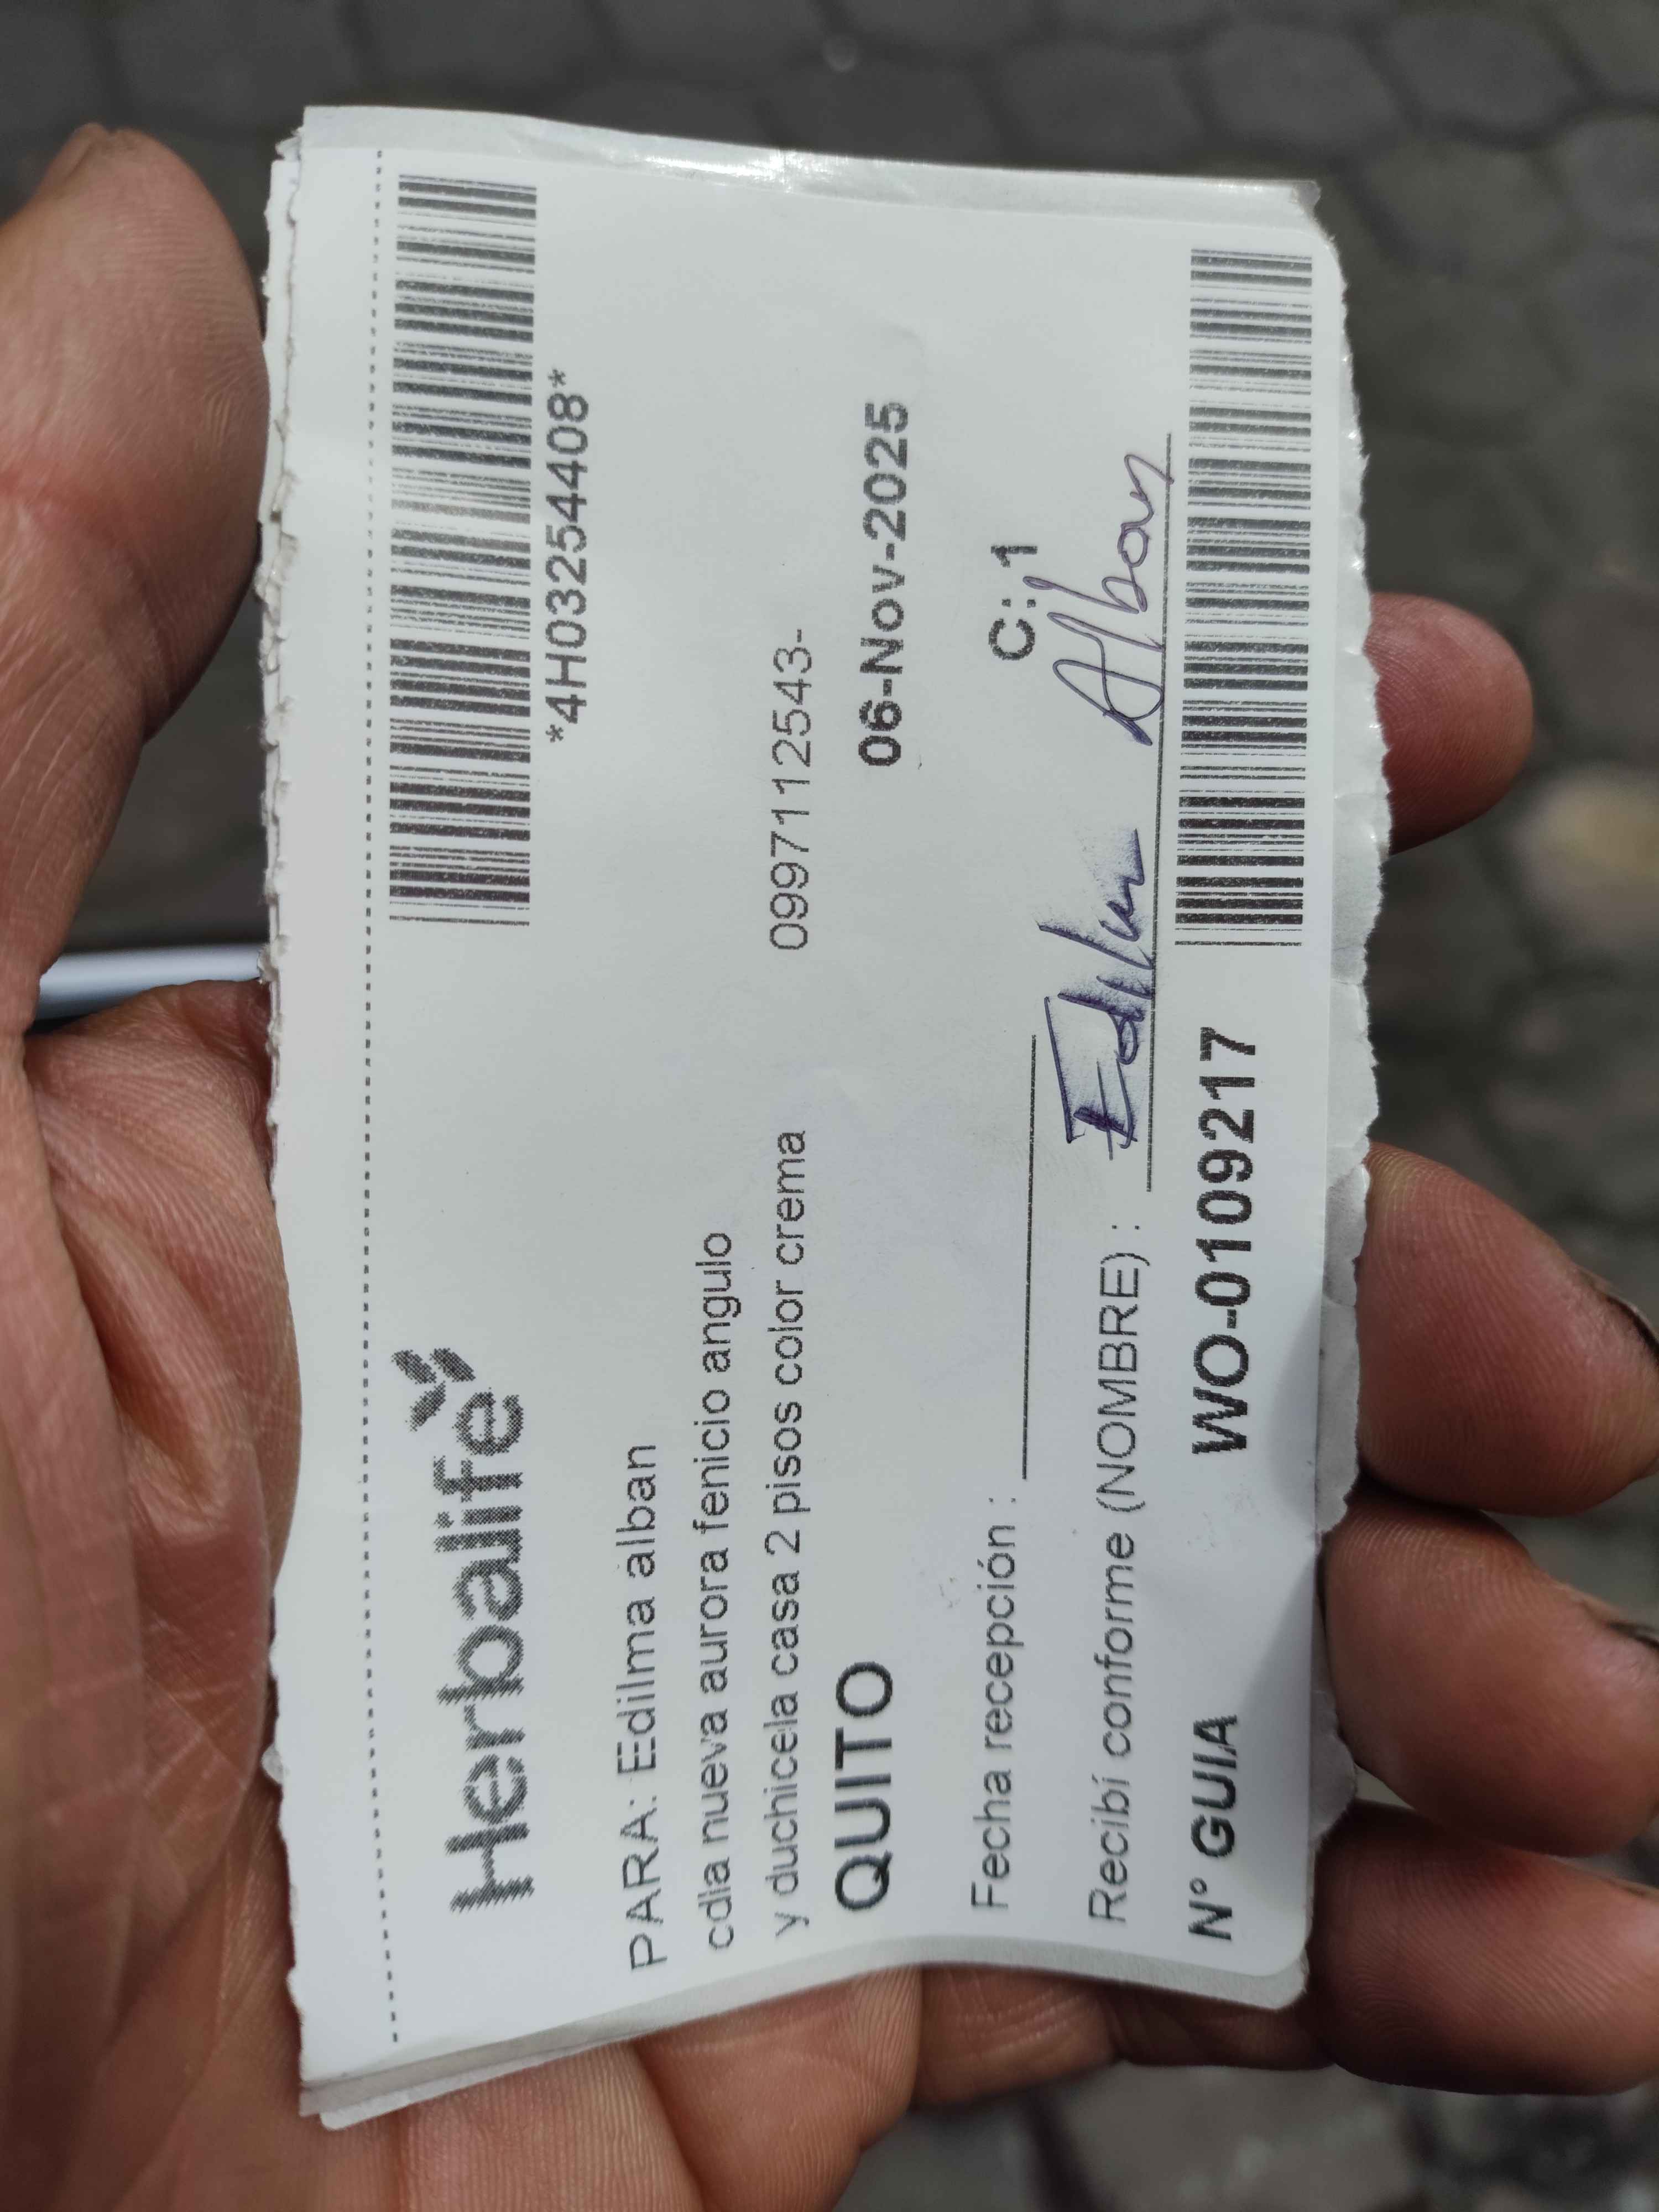 Herbalife
*4H03254408*
PARA: Edilma alban
cdla nueva aurora fenicio angulo
y duchicela casa 2 pisos color crema 0997112543-
QUITO 06-Nov-2025
Fecha recepción : C: 1
Recibí conforme (NOMBRE) : Edilma Alban
N° GUIA WO-0109217